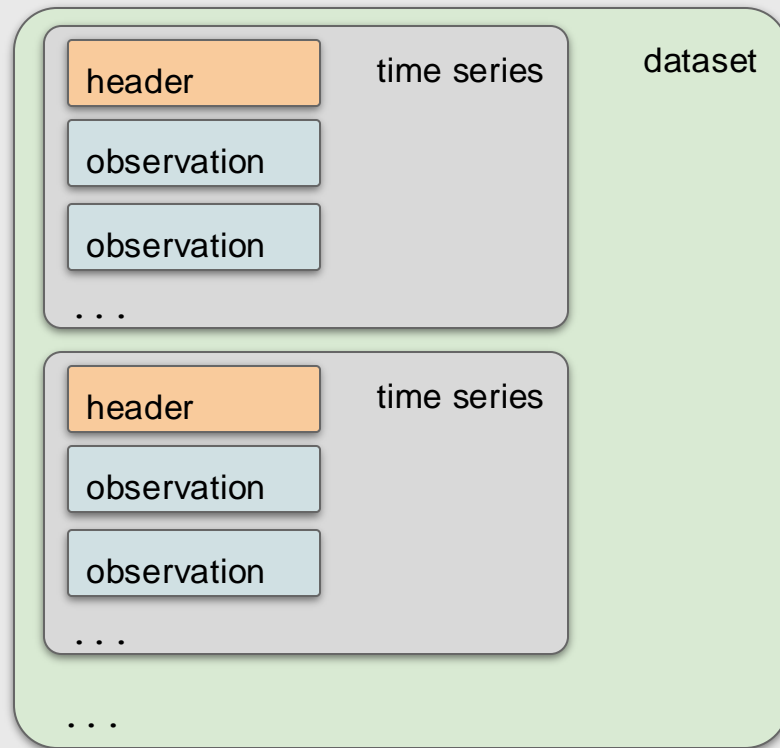 dataset
time series
header
observation
observation
. . .
time series
header
observation
observation
. . .
. . .